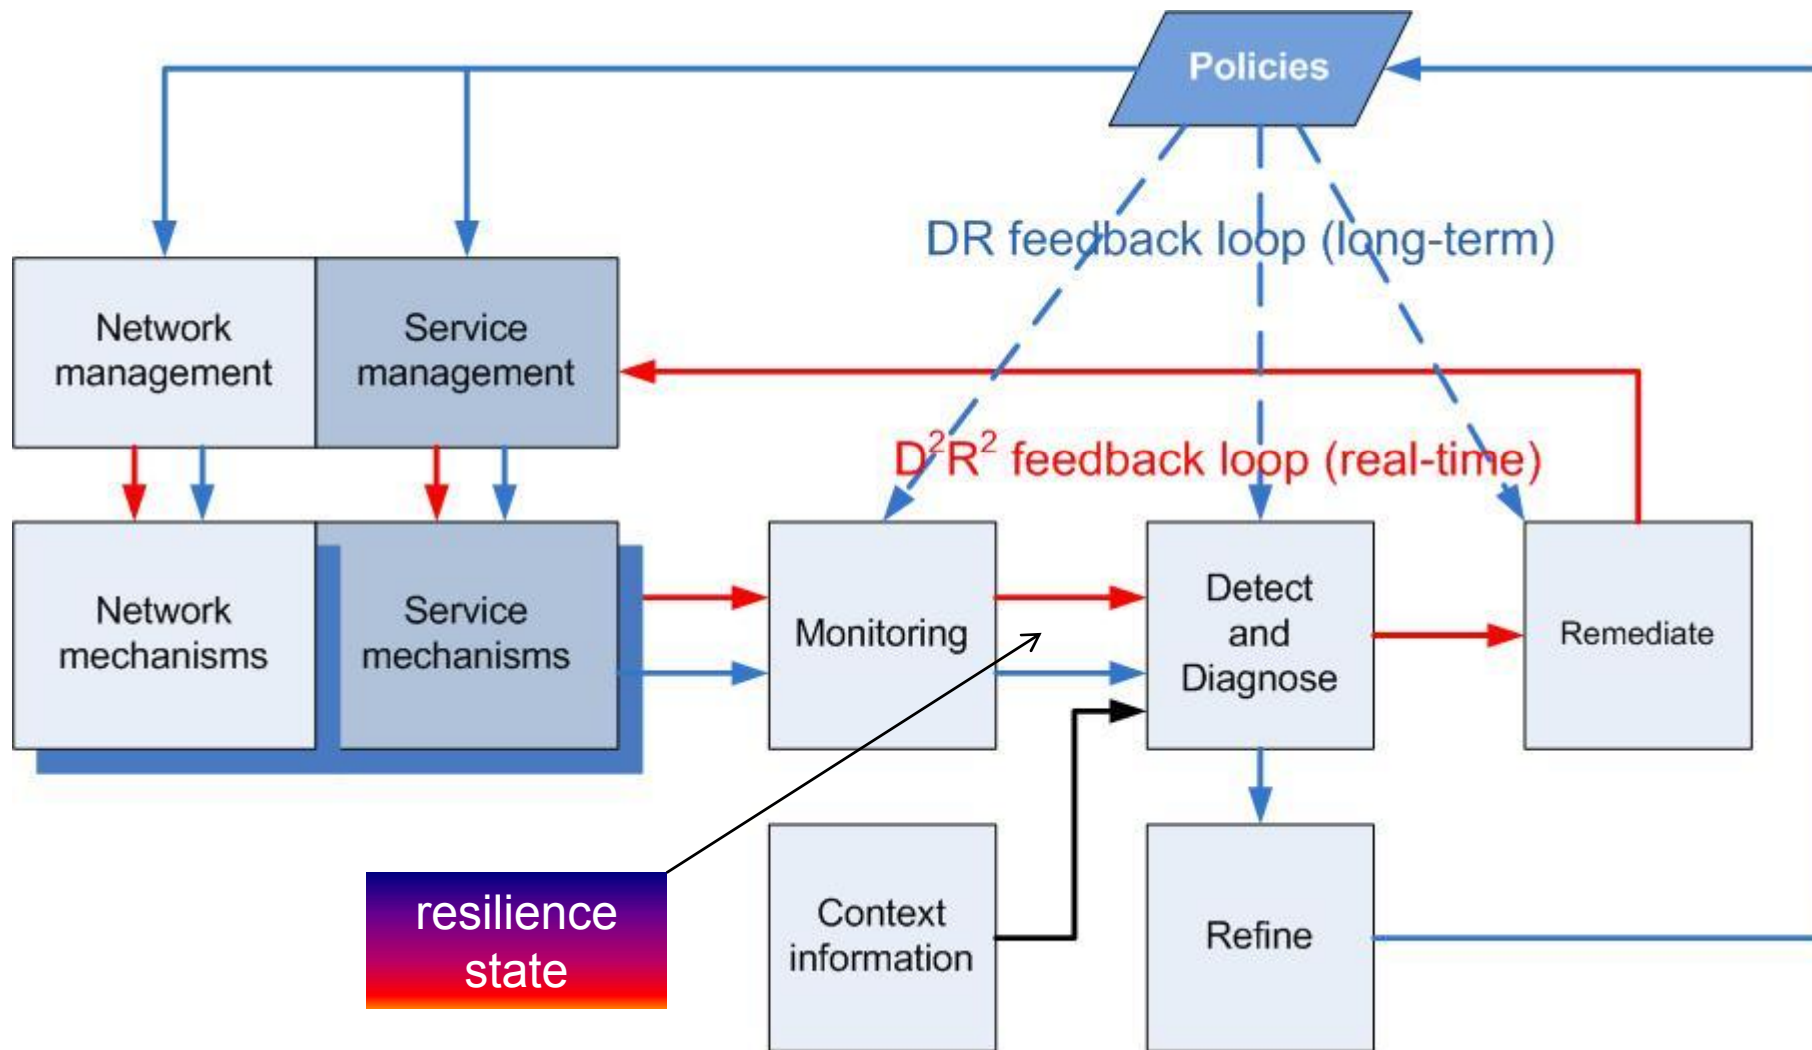 Policies
DR feedback loop (long-term)
Network
management
Service
management
D²R² feedback loop (real-time)
Network
mechanisms
Service
mechanisms
Monitoring
Detect
and
Diagnose
Remediate
resilience
state
Context
information
Refine